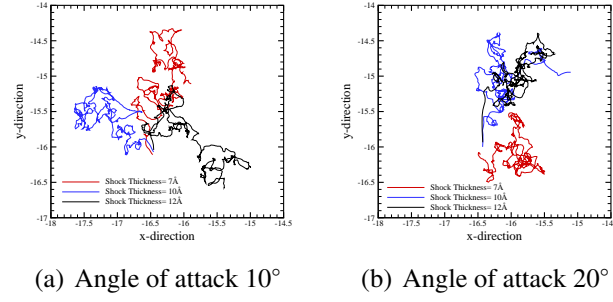 -14
-14.5
-15
-15.5
-16
-16.5
-17
y-direction
Shock Thickness= 7Å
Shock Thickness= 10Å
Shock Thickness= 12Å
-18 -17.5 -17 -16.5 -16 -15.5 -15 -14.5
x-direction
(a) Angle of attack 10°
-14
-14.5
-15
-15.5
-16
-16.5
-17
y-direction
Shock Thickness= 7Å
Shock Thickness= 10Å
Shock Thickness= 12Å
-18 -17.5 -17 -16.5 -16 -15.5 -15 -14.5 -14
x-direction
(b) Angle of attack 20°